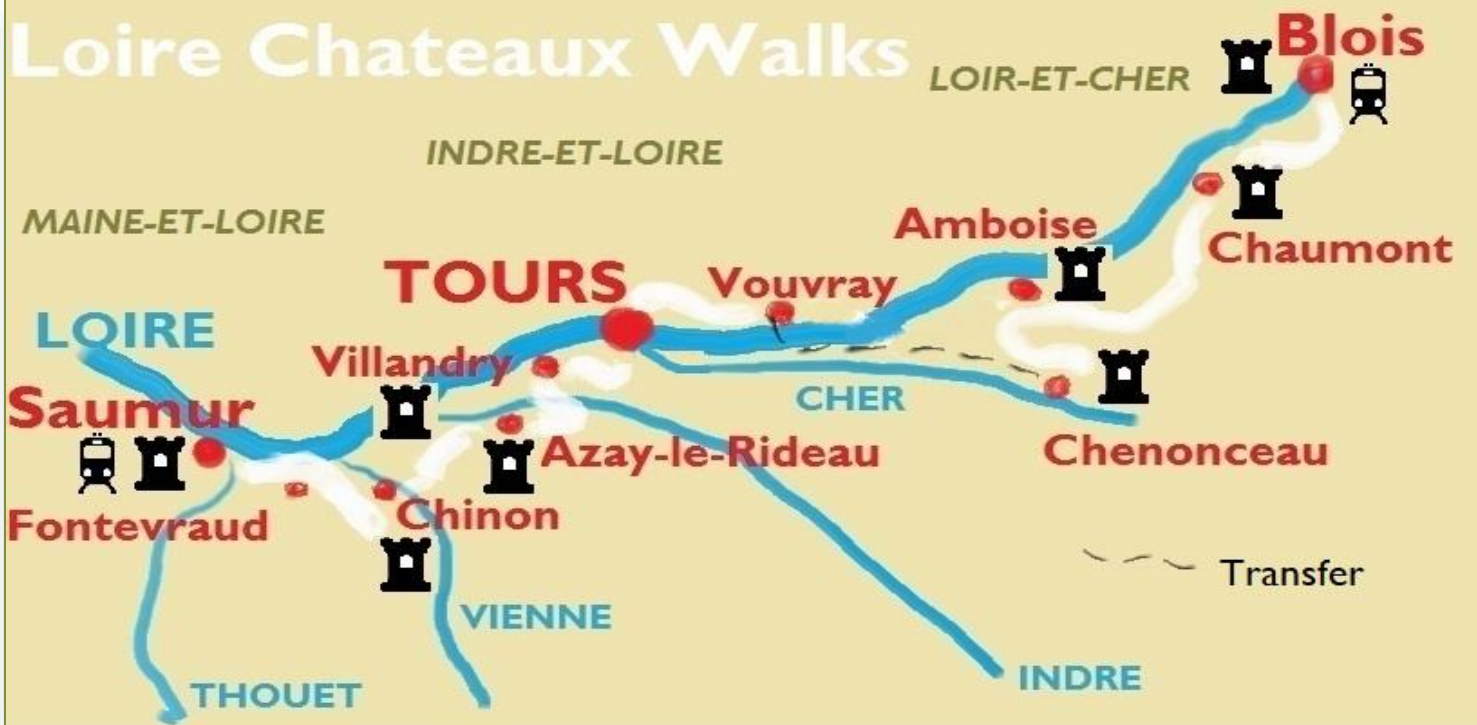 Loire Chateaux Walks
Blois
LOIR-ET-CHER
INDRE-ET-LOIRE
MAINE-ET-LOIRE
Amboise
Chaumont
TOURS
Vouvray
LOIRE
Villandry
Saumur
CHER
Chenonceau
Azay-le-Rideau
Fontevraud
Chinon
Transfer
VIENNE
INDRE
THOUET